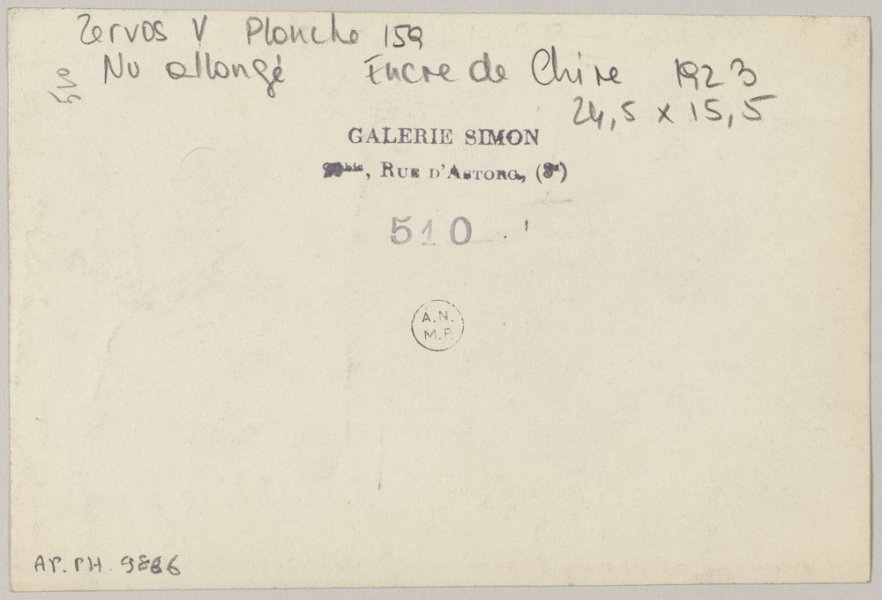 Zervos V Planche 159
Nu allongé Encre de Chine 1923
510
24,5 x 15,5
GALERIE SIMON
bis, RUE D'ASTORG, (8e)
510
A.N.
M.P.
AP. PH. 9886